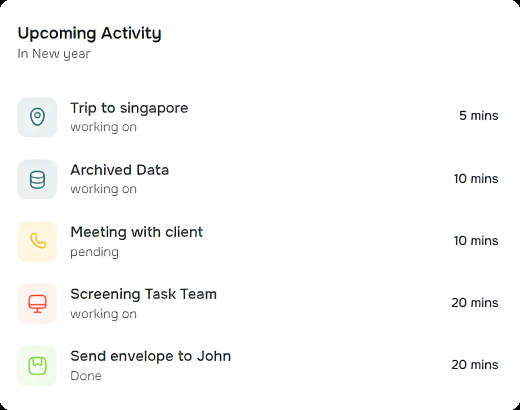 Upcoming Activity
In New year
Trip to singapore
working on
5 mins
Archived Data
working on
10 mins
Meeting with client
pending
10 mins
Screening Task Team
working on
20 mins
Send envelope to John
Done
20 mins